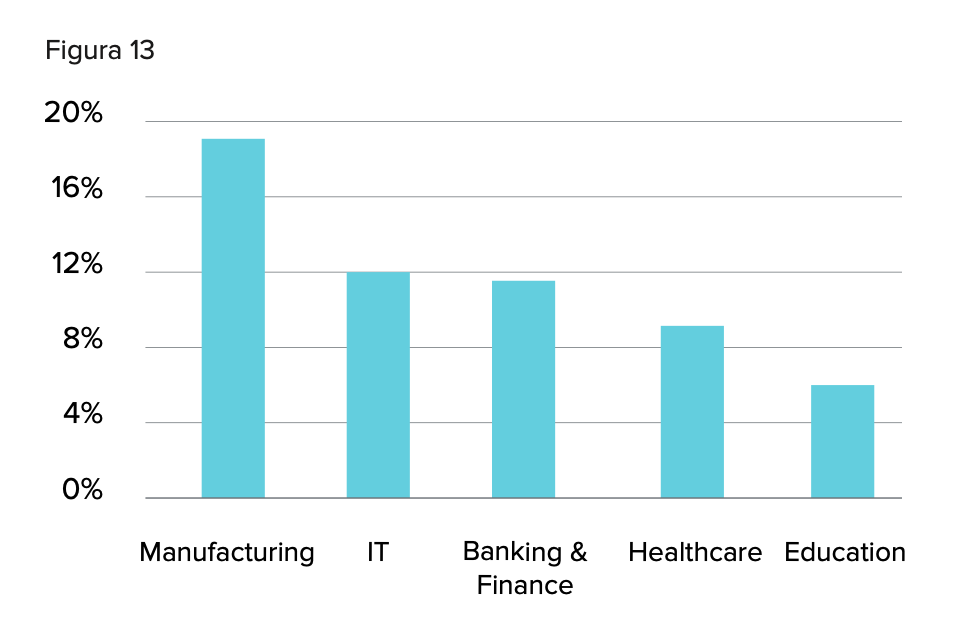 Figura 13
20%
16%
12%
8%
4%
0%
Manufacturing
IT
Banking &
Finance
Healthcare
Education